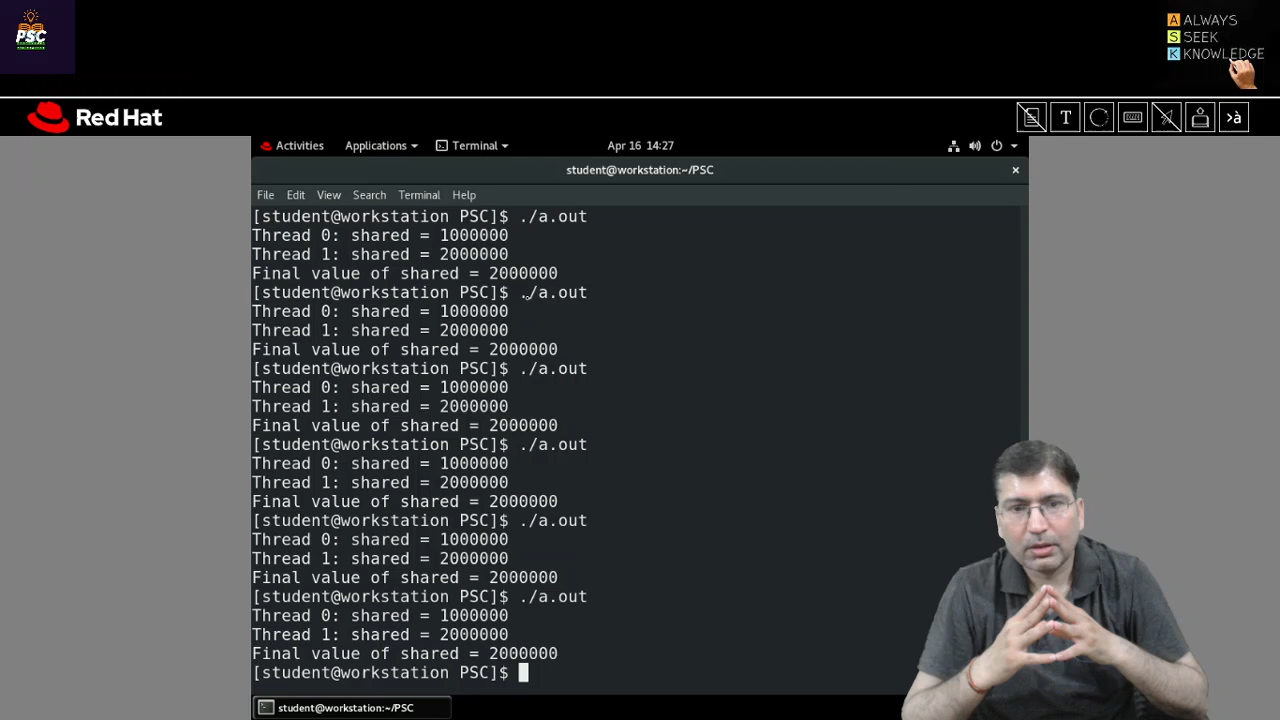 PSC
A ALWAYS
S SEEK
K KNOWLEDGE
Red Hat
T
>à
Activities Applications Terminal Apr 16 14:27
student@workstation:~/PSC ×
File Edit View Search Terminal Help
[student@workstation PSC]$ ./a.out
Thread 0: shared = 1000000
Thread 1: shared = 2000000
Final value of shared = 2000000
[student@workstation PSC]$ ./a.out
Thread 0: shared = 1000000
Thread 1: shared = 2000000
Final value of shared = 2000000
[student@workstation PSC]$ ./a.out
Thread 0: shared = 1000000
Thread 1: shared = 2000000
Final value of shared = 2000000
[student@workstation PSC]$ ./a.out
Thread 0: shared = 1000000
Thread 1: shared = 2000000
Final value of shared = 2000000
[student@workstation PSC]$ ./a.out
Thread 0: shared = 1000000
Thread 1: shared = 2000000
Final value of shared = 2000000
[student@workstation PSC]$ ./a.out
Thread 0: shared = 1000000
Thread 1: shared = 2000000
Final value of shared = 2000000
[student@workstation PSC]$
student@workstation:~/PSC